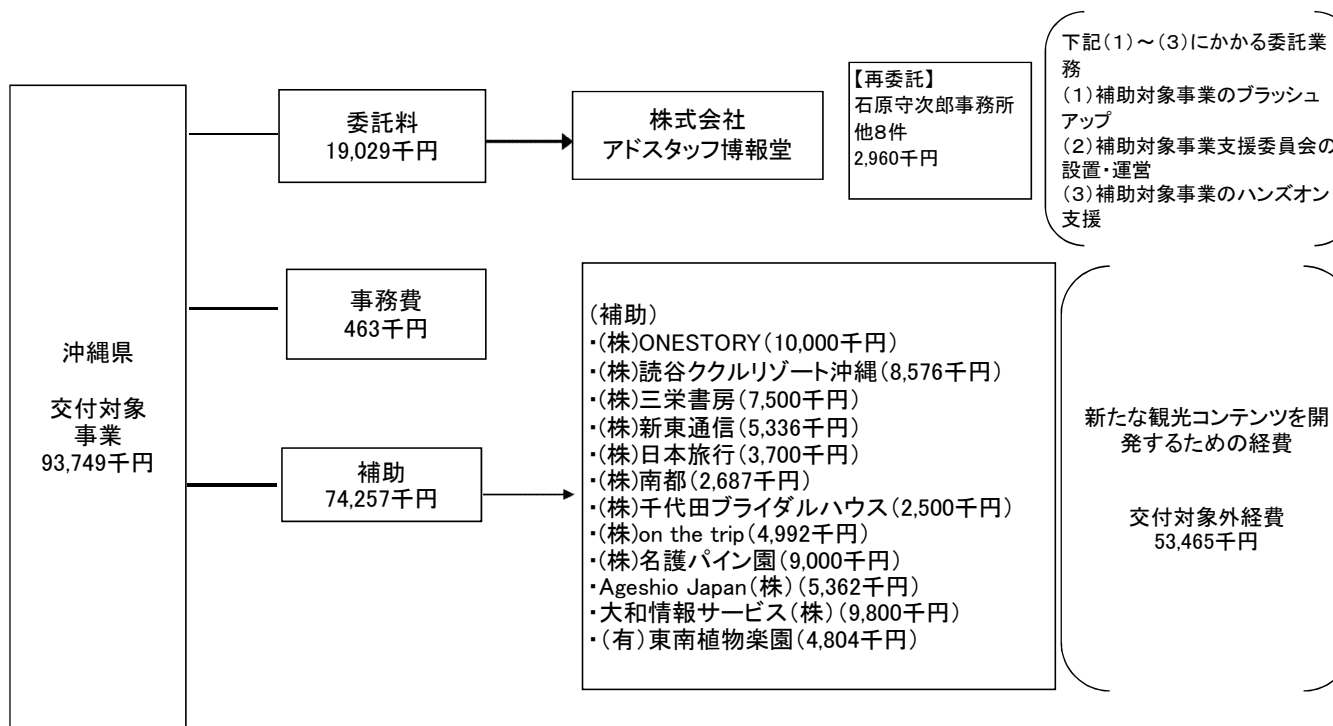 沖縄県
交付対象
事業
93,749千円
委託料
19,029千円
株式会社
アドスタッフ博報堂
【再委託】
石原守次郎事務所
他8件
2,960千円
下記(1)～(3)にかかる委託業
務
(1)補助対象事業のブラッシュ
アップ
(2)補助対象事業支援委員会の
設置・運営
(3)補助対象事業のハンズオン
支援
事務費
463千円
補助
74,257千円
(補助)
・(株)ONESTORY(10,000千円)
・(株)読谷ククルリゾート沖縄(8,576千円)
・(株)三栄書房(7,500千円)
・(株)新東通信(5,336千円)
・(株)日本旅行(3,700千円)
・(株)南都(2,687千円)
・(株)千代田ブライダルハウス(2,500千円)
・(株)on the trip(4,992千円)
・(株)名護パイン園(9,000千円)
・Ageshio Japan(株)(5,362千円)
・大和情報サービス(株)(9,800千円)
・(有)東南植物楽園(4,804千円)
新たな観光コンテンツを開
発するための経費
交付対象外経費
53,465千円